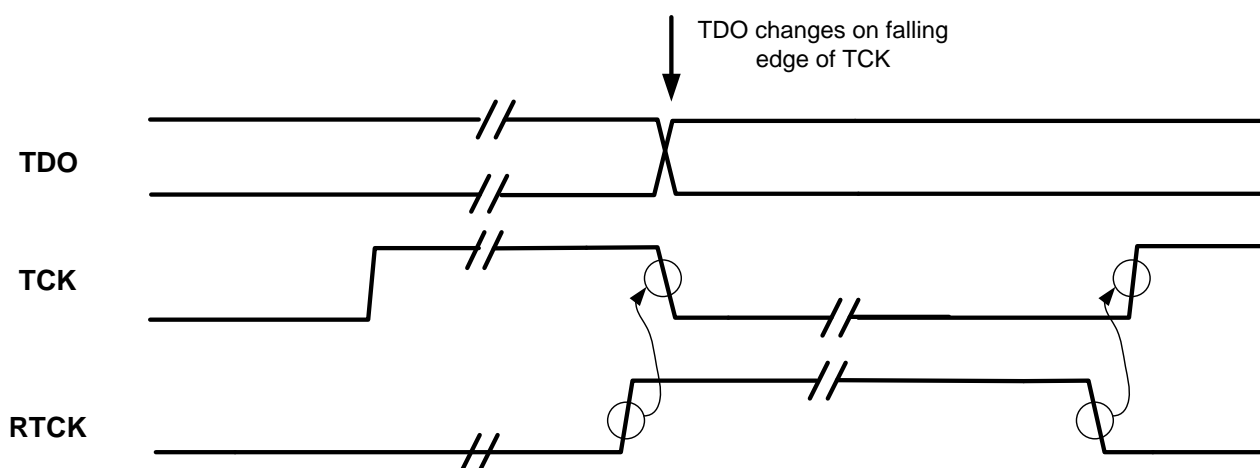 TDO changes on falling
edge of TCK
TDO
TCK
RTCK